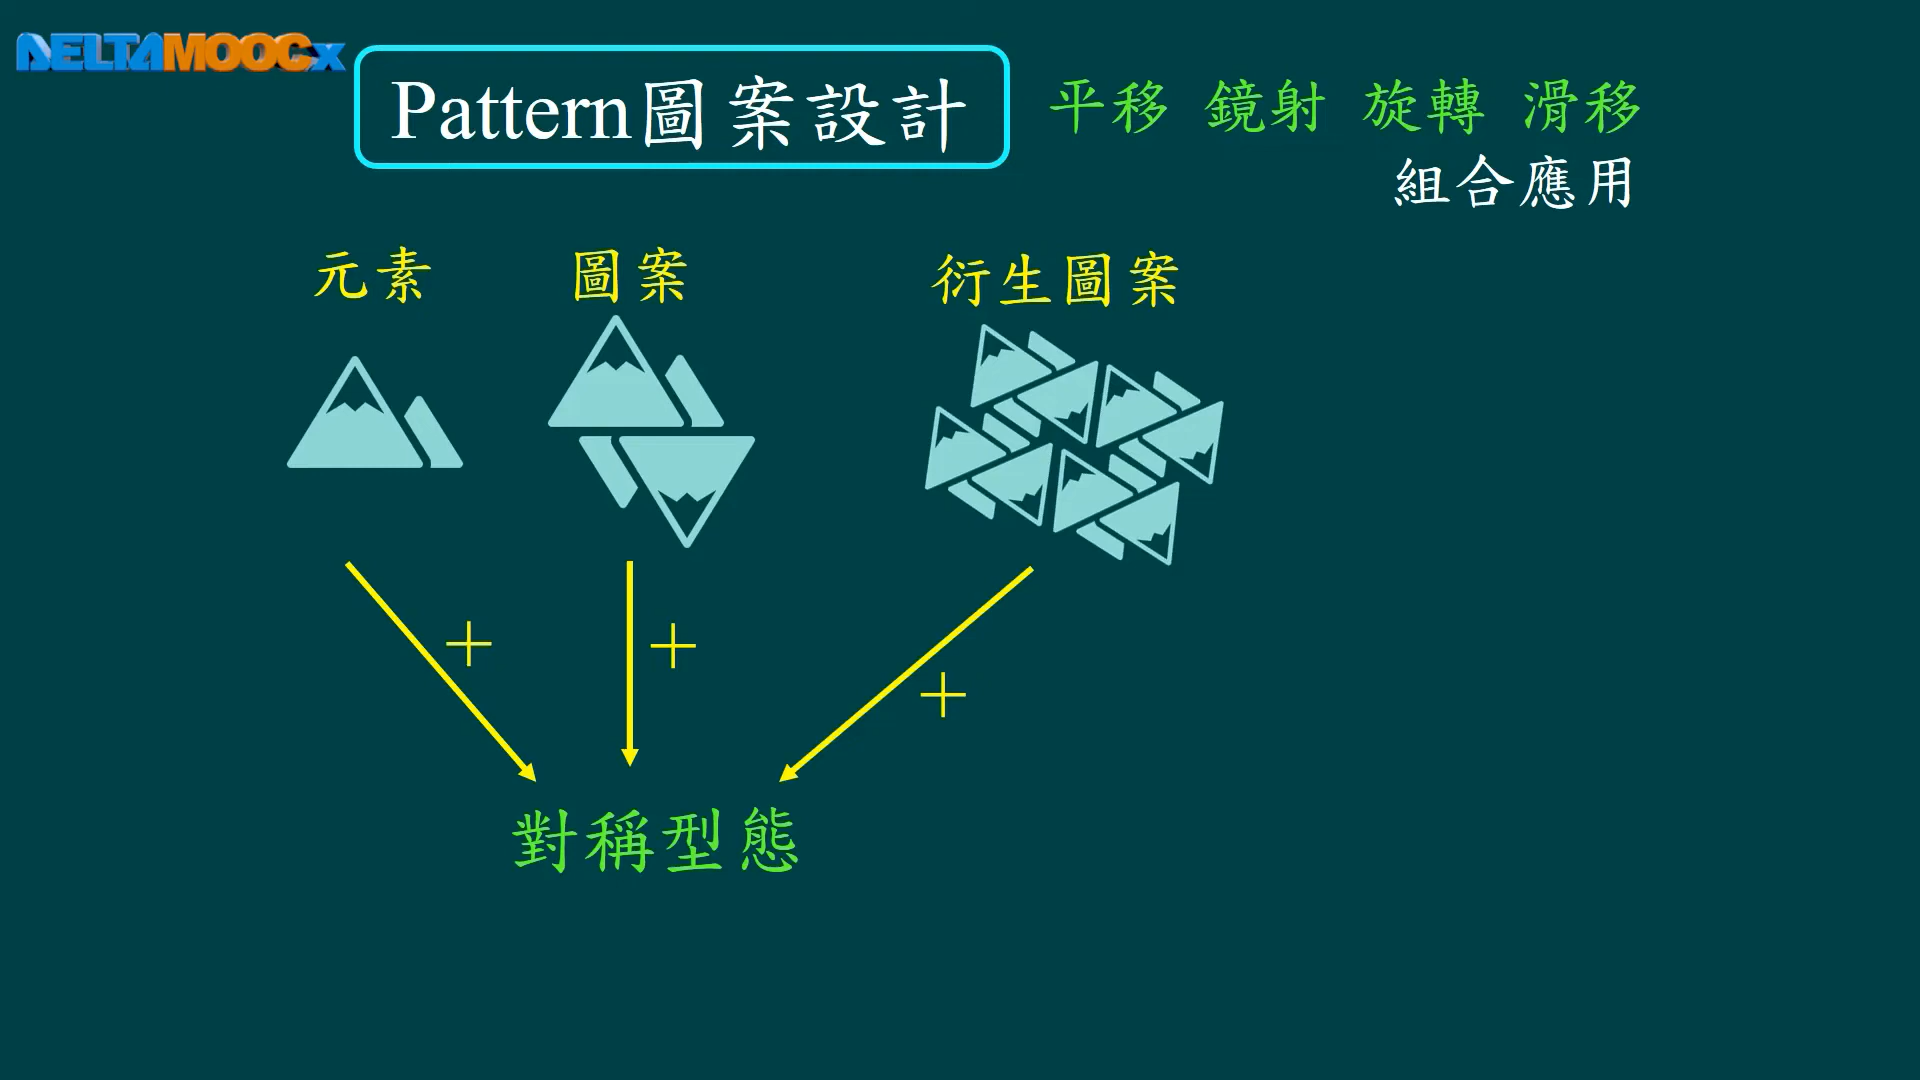 DELTAMOOCx
Pattern圖案設計
平移 鏡射 旋轉 滑移
組合應用
元素 圖案 衍生圖案
+ + +
對稱型態